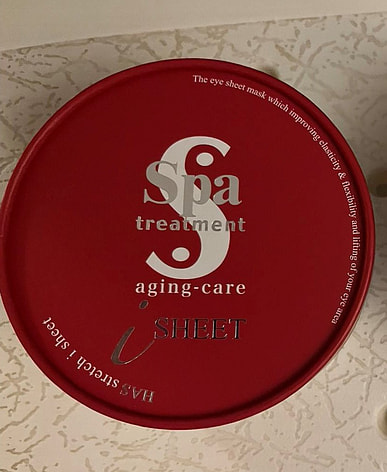 The eye sheet mask which improving elasticity & flexibility and lifting of your eye area
S
Spa
treatment
aging-care
i SHEET
HAS stretch i sheet